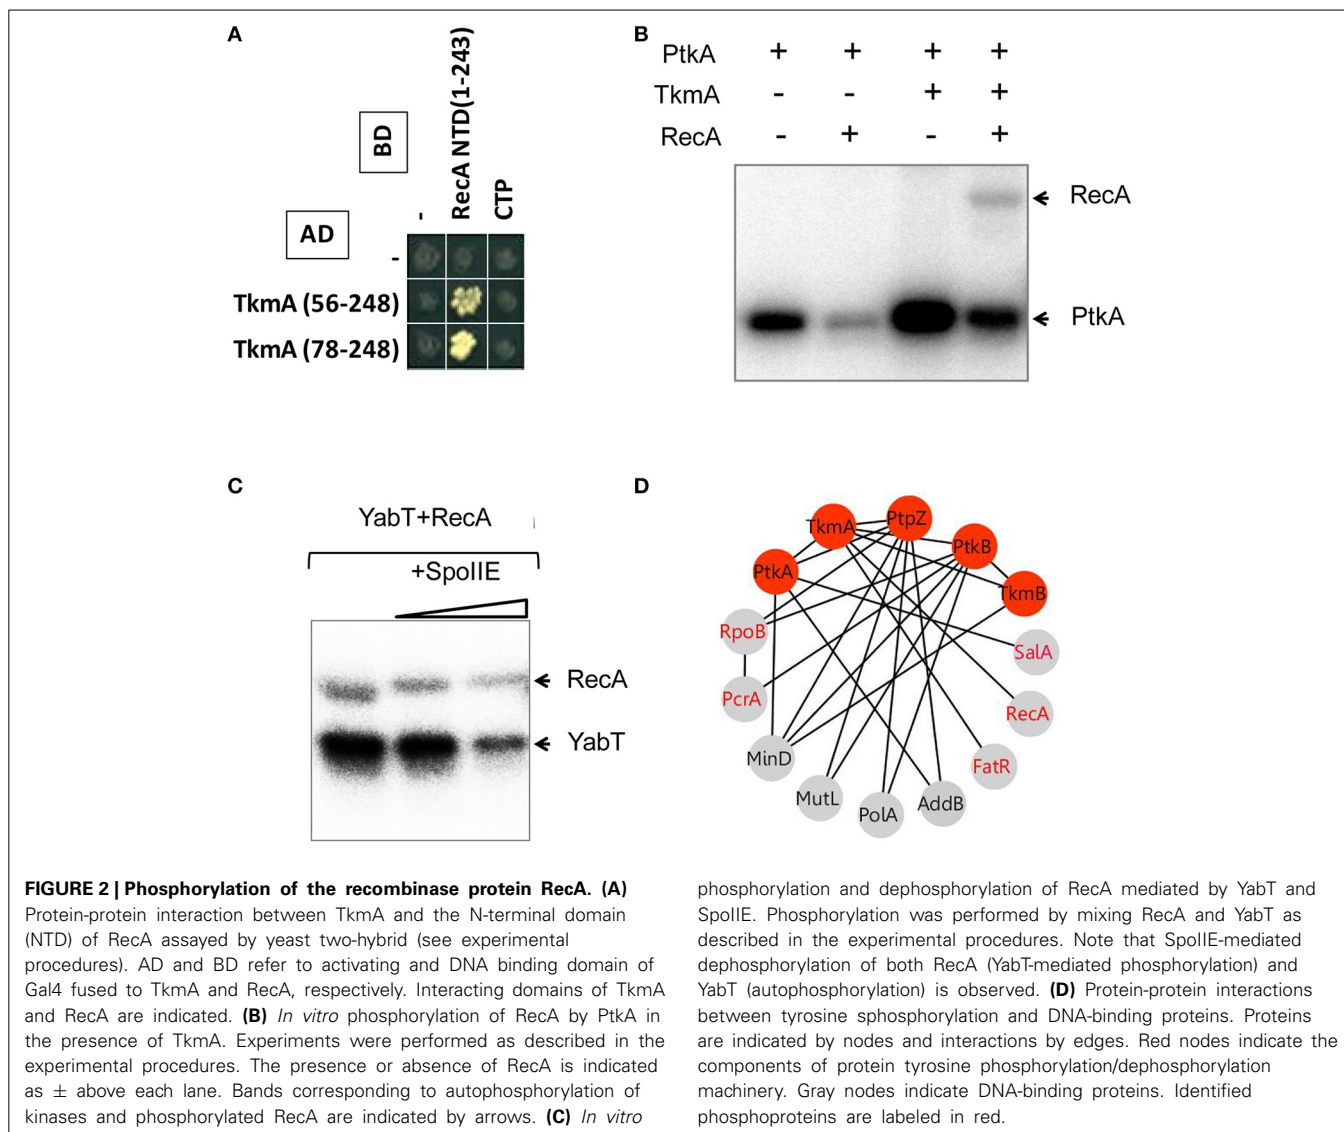 A
BD
RecA NTD(1-243)
-
CTP
AD
-
TkmA (56-248)
TkmA (78-248)
B
PtkA + + + +
TkmA - - + +
RecA - + - +
RecA
PtkA
C
YabT+RecA
+SpoIIE
RecA
YabT
D
TkmA
PtpZ
PtkB
PtkA
TkmB
RpoB
SalA
PcrA
RecA
MinD
FatR
MutL
PolA
AddB
FIGURE 2 | Phosphorylation of the recombinase protein RecA. (A)
Protein-protein interaction between TkmA and the N-terminal domain
(NTD) of RecA assayed by yeast two-hybrid (see experimental
procedures). AD and BD refer to activating and DNA binding domain of
Gal4 fused to TkmA and RecA, respectively. Interacting domains of TkmA
and RecA are indicated. (B) In vitro phosphorylation of RecA by PtkA in
the presence of TkmA. Experiments were performed as described in the
experimental procedures. The presence or absence of RecA is indicated
as ± above each lane. Bands corresponding to autophosphorylation of
kinases and phosphorylated RecA are indicated by arrows. (C) In vitro
phosphorylation and dephosphorylation of RecA mediated by YabT and
SpoIIE. Phosphorylation was performed by mixing RecA and YabT as
described in the experimental procedures. Note that SpoIIE-mediated
dephosphorylation of both RecA (YabT-mediated phosphorylation) and
YabT (autophosphorylation) is observed. (D) Protein-protein interactions
between tyrosine sphosphorylation and DNA-binding proteins. Proteins
are indicated by nodes and interactions by edges. Red nodes indicate the
components of protein tyrosine phosphorylation/dephosphorylation
machinery. Gray nodes indicate DNA-binding proteins. Identified
phosphoproteins are labeled in red.